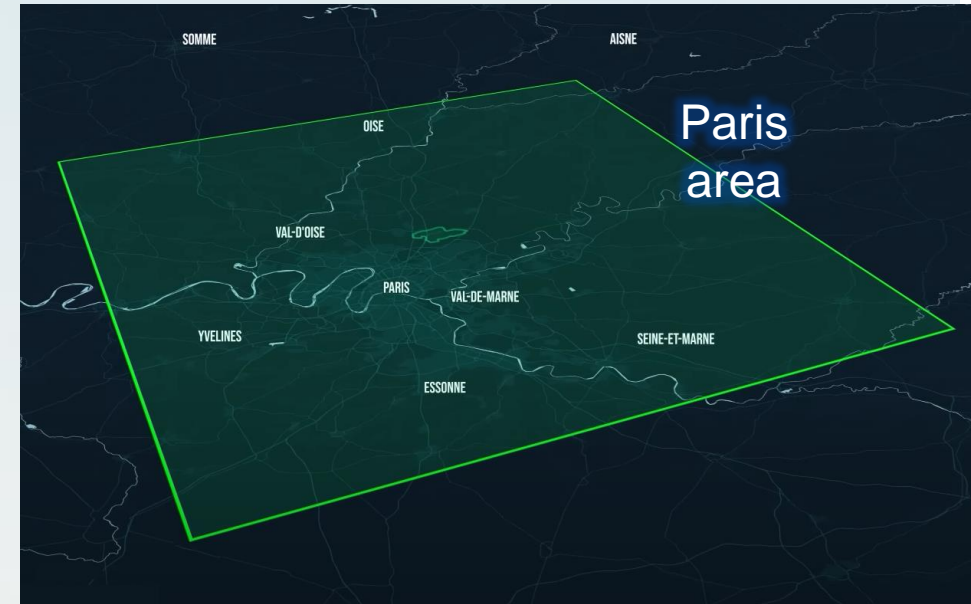 SOMME
AISNE
Paris
area
OISE
VAL-D'OISE
PARIS
VAL-DE-MARNE
YVELINES
SEINE-ET-MARNE
ESSONNE